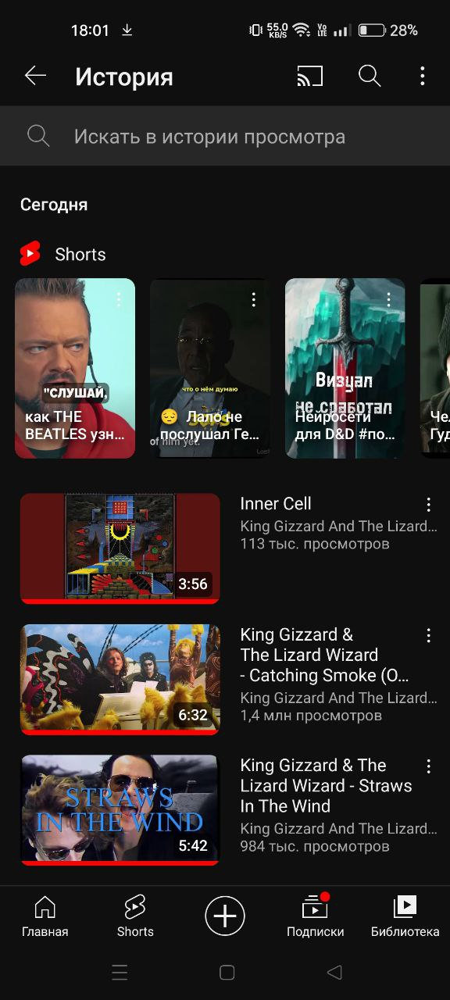 18:01
55.0 KB/S
Vo LTE
28%
История
Искать в истории просмотра
Сегодня
Shorts
"СЛУШАЙ,
как THE
BEATLES узн...
что о нём думаю
😔 Лало не
послушал Ге...
of him yet.
Визуал
не сработал
Нейросети
для D&D #по...
Че
Гуд
Inner Cell
King Gizzard And The Lizard...
113 тыс. просмотров
3:56
King Gizzard &
The Lizard Wizard
- Catching Smoke (O...
King Gizzard And The Lizard...
1,4 млн просмотров
6:32
King Gizzard & The
Lizard Wizard - Straws
In The Wind
King Gizzard And The Lizard...
984 тыс. просмотров
STRAWS
IN THE WIND
5:42
Главная
Shorts
Подписки
Библиотека